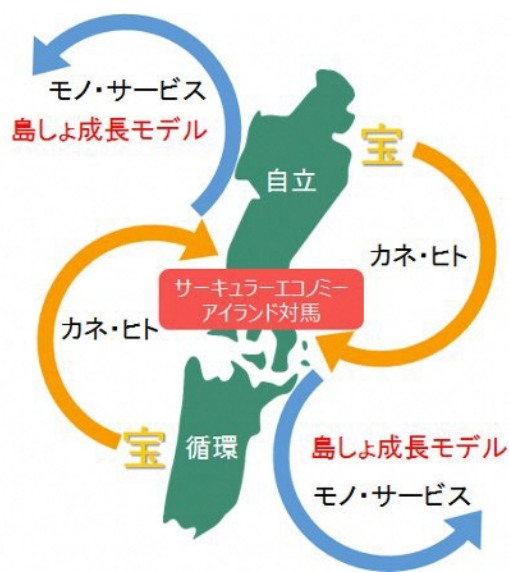 モノ・サービス
島しょ成長モデル
宝
自立
カネ・ヒト
サーキュラーエコノミー
アイランド対馬
カネ・ヒト
宝
循環
島しょ成長モデル
モノ・サービス